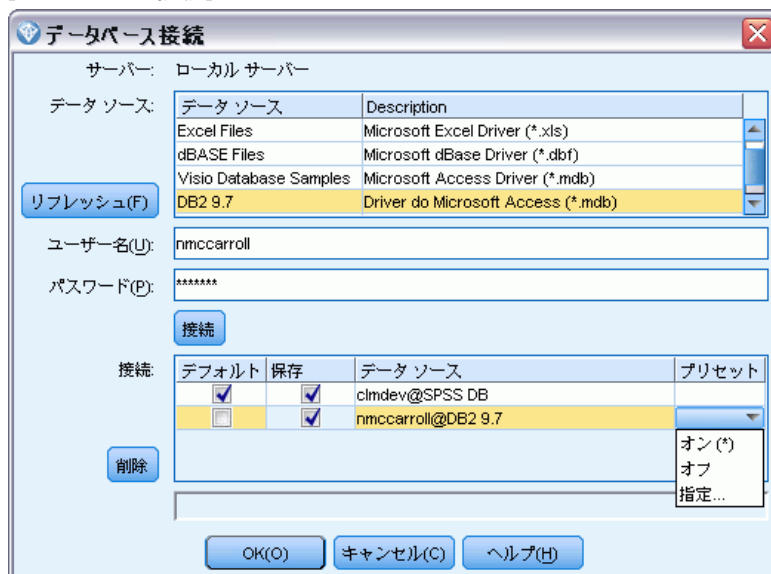 データベース接続
サーバー: ローカル サーバー
データ ソース:
データ ソース Description
Excel Files Microsoft Excel Driver (*.xls)
dBASE Files Microsoft dBase Driver (*.dbf)
Visio Database Samples Microsoft Access Driver (*.mdb)
リフレッシュ(F)
DB2 9.7 Driver do Microsoft Access (*.mdb)
ユーザー名(U): nmccarroll
パスワード(P): *******
接続
接続:
デフォルト 保存 データ ソース プリセット
clmdev@SPSS DB
nmccarroll@DB2 9.7
オン (*)
オフ
指定...
削除
OK(O) キャンセル(C) ヘルプ(H)